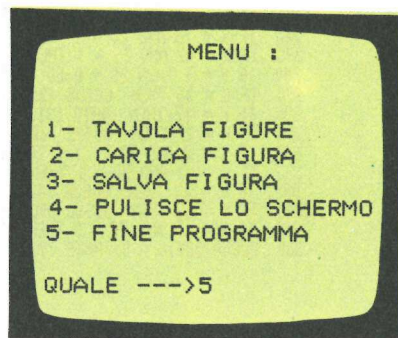 MENU :
1- TAVOLA FIGURE
2- CARICA FIGURA
3- SALVA FIGURA
4- PULISCE LO SCHERMO
5- FINE PROGRAMMA
QUALE --->5